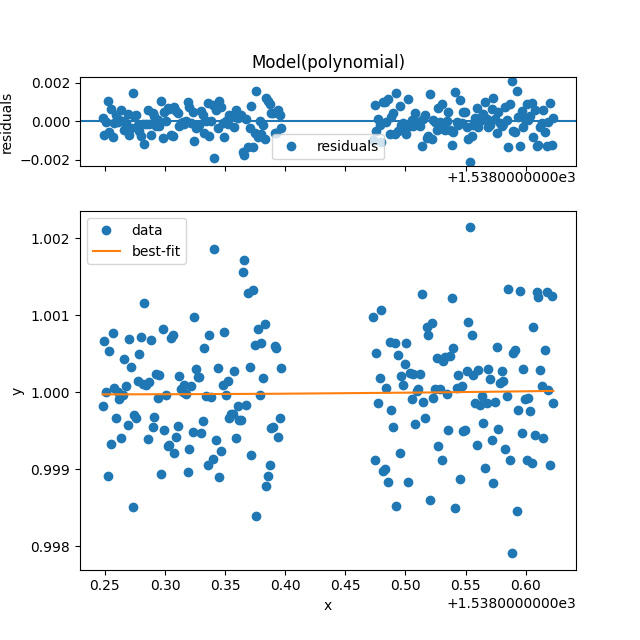 Model(polynomial)
residuals
0.002
0.000
−0.002
residuals
+1.5380000000e3
data
best-fit
y
1.002
1.001
1.000
0.999
0.998
0.25 0.30 0.35 0.40 0.45 0.50 0.55 0.60
x
+1.5380000000e3